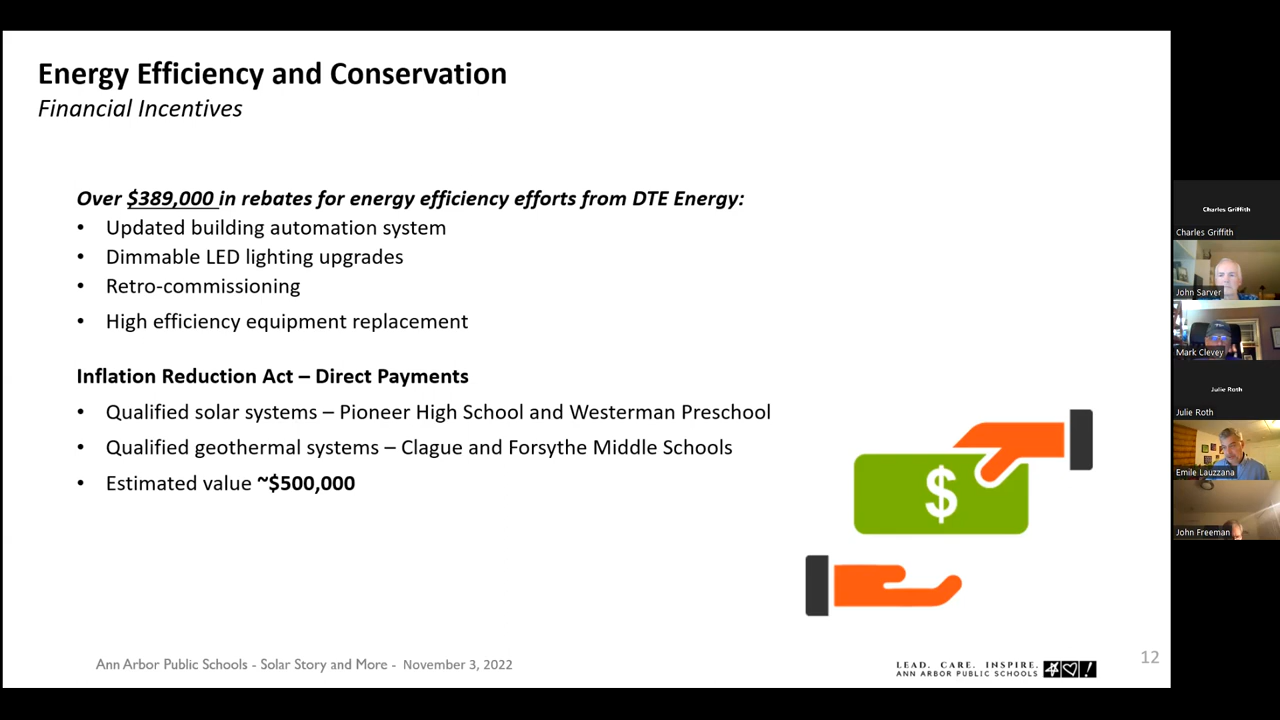 Energy Efficiency and Conservation
Financial Incentives
Over $389,000 in rebates for energy efficiency efforts from DTE Energy:
• Updated building automation system
• Dimmable LED lighting upgrades
• Retro-commissioning
• High efficiency equipment replacement
Inflation Reduction Act – Direct Payments
• Qualified solar systems – Pioneer High School and Westerman Preschool
• Qualified geothermal systems – Clague and Forsythe Middle Schools
• Estimated value ~$500,000
$
Ann Arbor Public Schools - Solar Story and More - November 3, 2022
LEAD. CARE. INSPIRE.
ANN ARBOR PUBLIC SCHOOLS
12
Charles Griffith
Charles Griffith
John Sarver
Mark Clevey
Julie Roth
Julie Roth
Emile Lauzzana
John Freeman